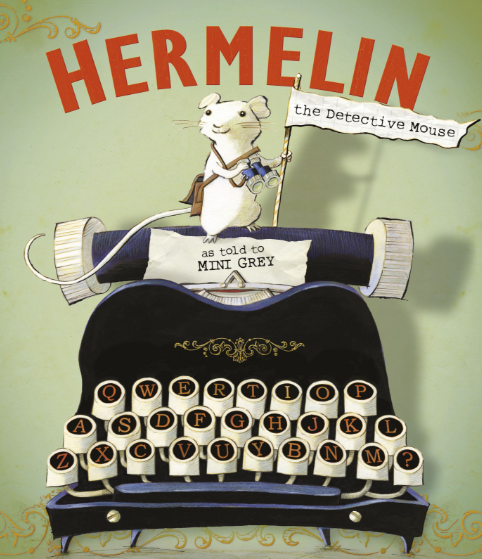 HERMELIN
the Detective Mouse
as told to
MINI GREY
Q W E R T I O P
A S D F G H J K L
Z X C V U Y B N M ?